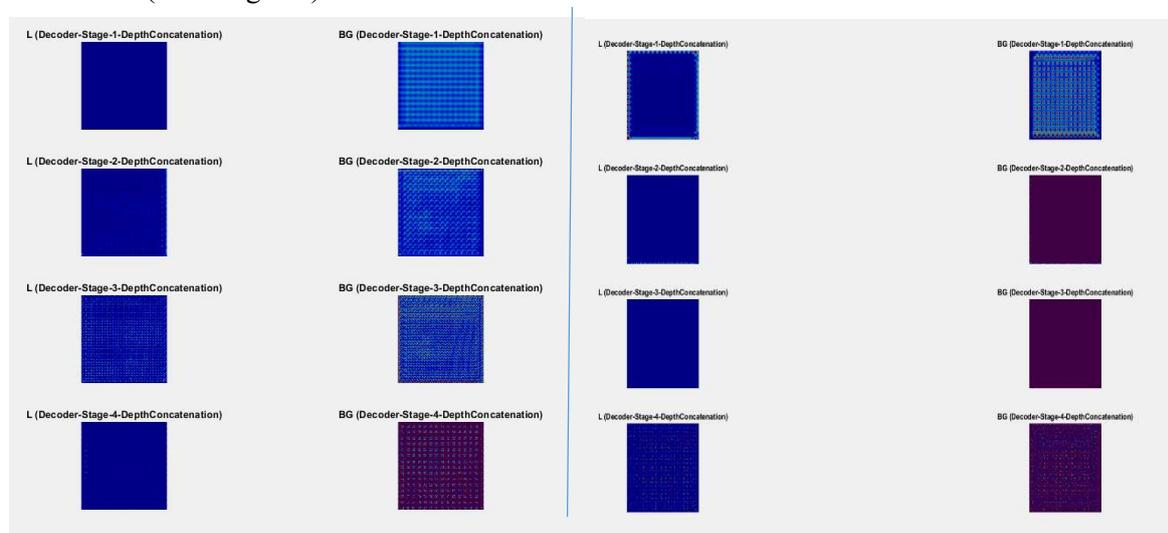 L (Decoder-Stage-1-DepthConcatenation) BG (Decoder-Stage-1-DepthConcatenation)
L (Decoder-Stage-2-DepthConcatenation) BG (Decoder-Stage-2-DepthConcatenation)
L (Decoder-Stage-3-DepthConcatenation) BG (Decoder-Stage-3-DepthConcatenation)
L (Decoder-Stage-4-DepthConcatenation) BG (Decoder-Stage-4-DepthConcatenation)
L (Decoder-Stage-1-DepthConcatenation) BG (Decoder-Stage-1-DepthConcatenation)
L (Decoder-Stage-2-DepthConcatenation) BG (Decoder-Stage-2-DepthConcatenation)
L (Decoder-Stage-3-DepthConcatenation) BG (Decoder-Stage-3-DepthConcatenation)
L (Decoder-Stage-4-DepthConcatenation) BG (Decoder-Stage-4-DepthConcatenation)